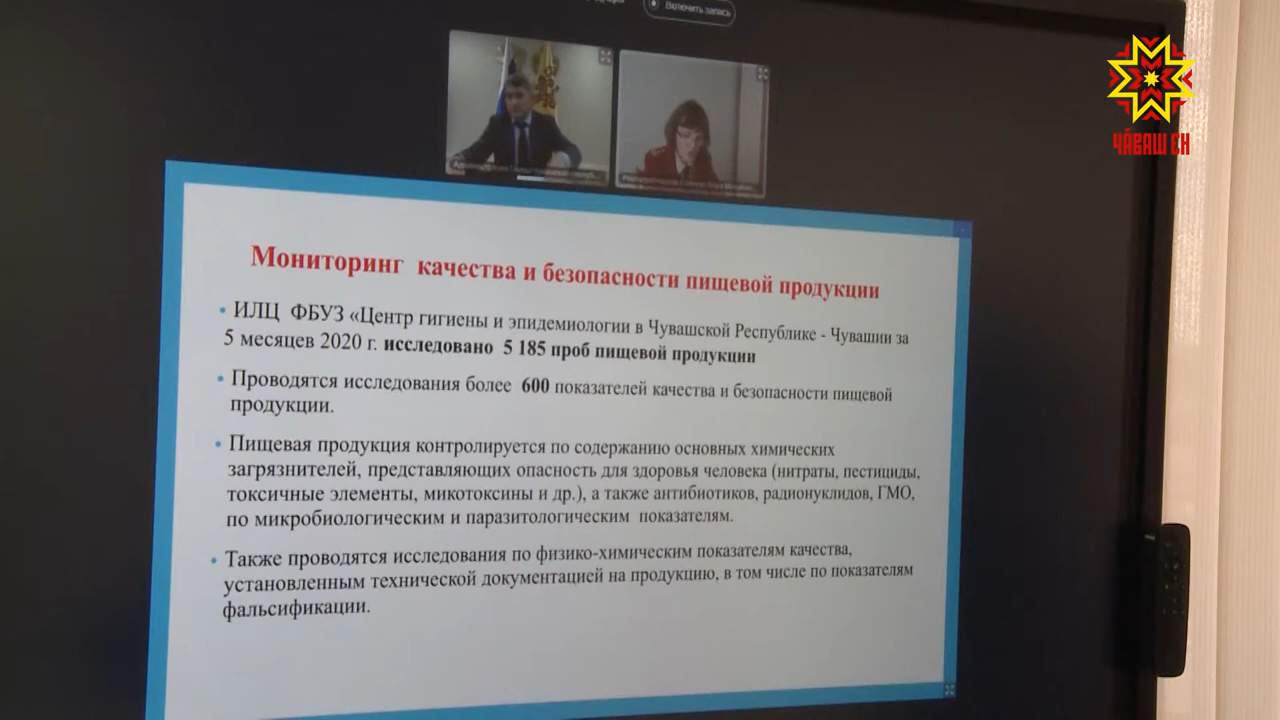 Включить запись
ЧӐВАШ ЕН
Мониторинг качества и безопасности пищевой продукции
• ИЛЦ ФБУЗ «Центр гигиены и эпидемиологии в Чувашской Республике - Чувашии за
5 месяцев 2020 г. исследовано 5 185 проб пищевой продукции
• Проводятся исследования более 600 показателей качества и безопасности пищевой
продукции.
• Пищевая продукция контролируется по содержанию основных химических
загрязнителей, представляющих опасность для здоровья человека (нитраты, пестициды,
токсичные элементы, микотоксины и др.), а также антибиотиков, радионуклидов, ГМО,
по микробиологическим и паразитологическим показателям.
• Также проводятся исследования по физико-химическим показателям качества,
установленным технической документацией на продукцию, в том числе по показателям
фальсификации.